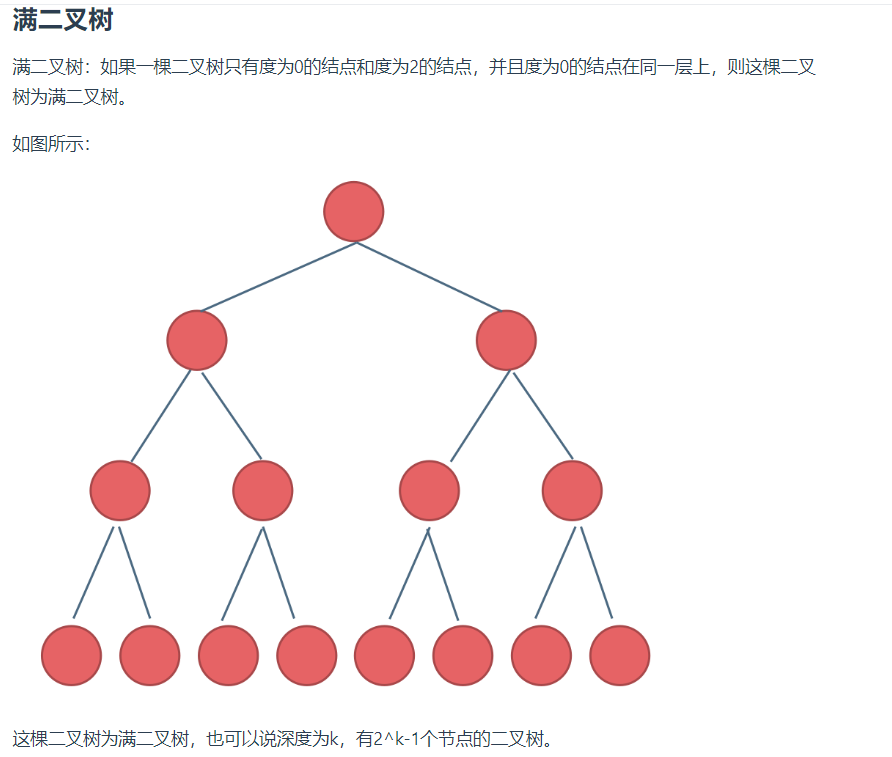 满二叉树
满二叉树：如果一棵二叉树只有度为0的结点和度为2的结点，并且度为0的结点在同一层上，则这棵二叉
树为满二叉树。
如图所示：
这棵二叉树为满二叉树，也可以说深度为k，有2^k-1个节点的二叉树。